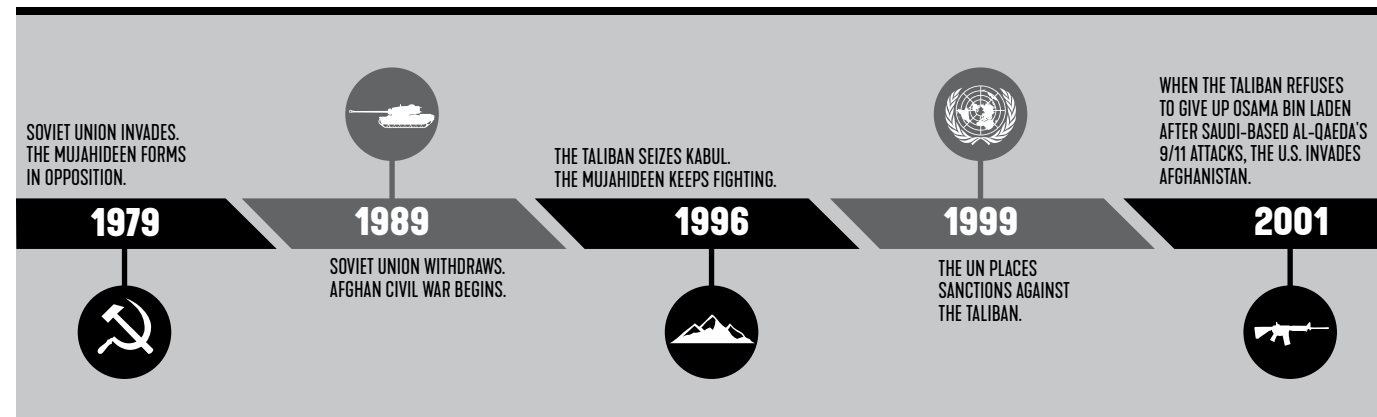 SOVIET UNION INVADES.
THE MUJAHIDEEN FORMS
IN OPPOSITION.
1979
1989
SOVIET UNION WITHDRAWS.
AFGHAN CIVIL WAR BEGINS.
THE TALIBAN SEIZES KABUL.
THE MUJAHIDEEN KEEPS FIGHTING.
1996
1999
THE UN PLACES
SANCTIONS AGAINST
THE TALIBAN.
WHEN THE TALIBAN REFUSES
TO GIVE UP OSAMA BIN LADEN
AFTER SAUDI-BASED AL-QAEDA'S
9/11 ATTACKS, THE U.S. INVADES
AFGHANISTAN.
2001